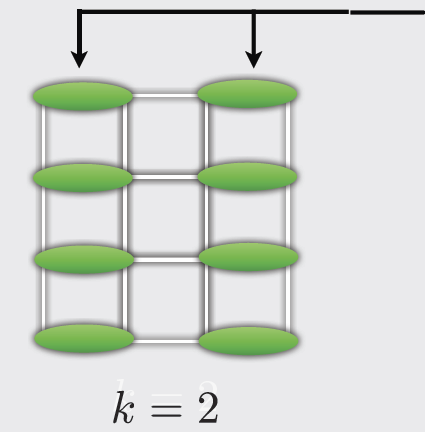 k = 2